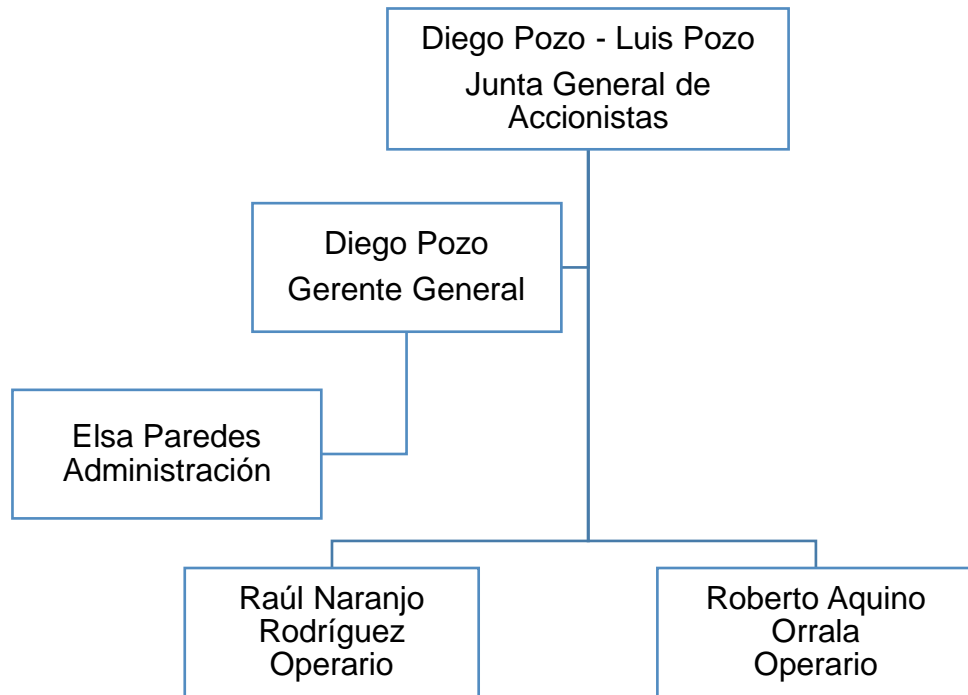 Diego Pozo - Luis Pozo
Junta General de
Accionistas
Diego Pozo
Gerente General
Elsa Paredes
Administración
Raúl Naranjo
Rodríguez
Operario
Roberto Aquino
Orrala
Operario